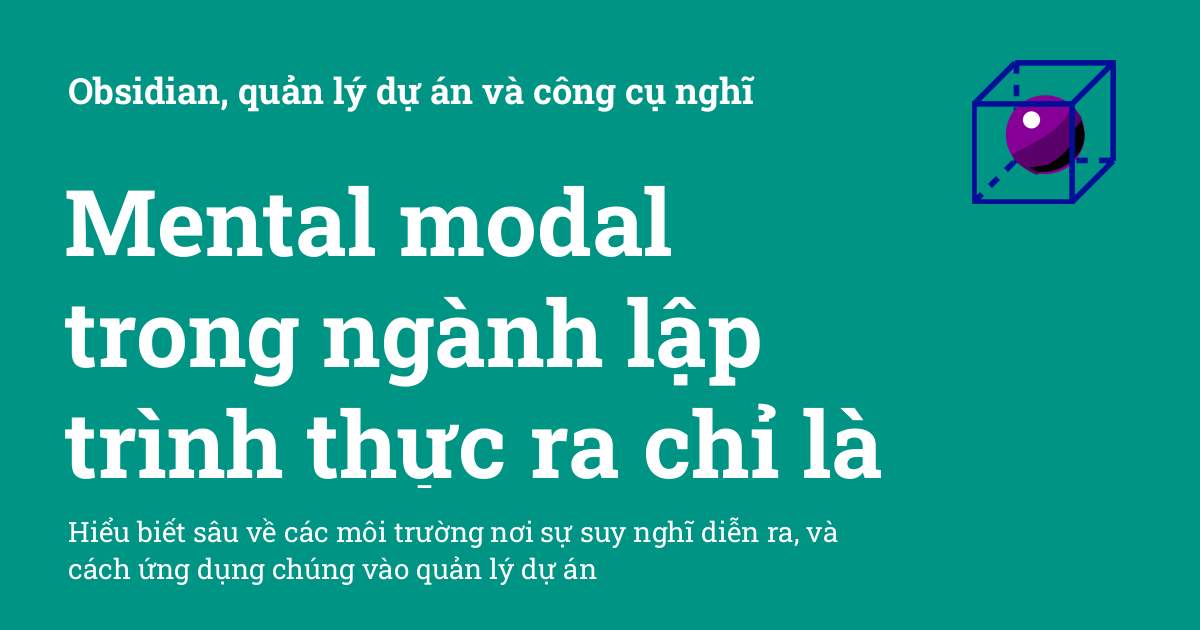 Obsidian, quản lý dự án và công cụ nghĩ
Mental modal
trong ngành lập
trình thực ra chỉ là
Hiểu biết sâu về các môi trường nơi sự suy nghĩ diễn ra, và
cách ứng dụng chúng vào quản lý dự án